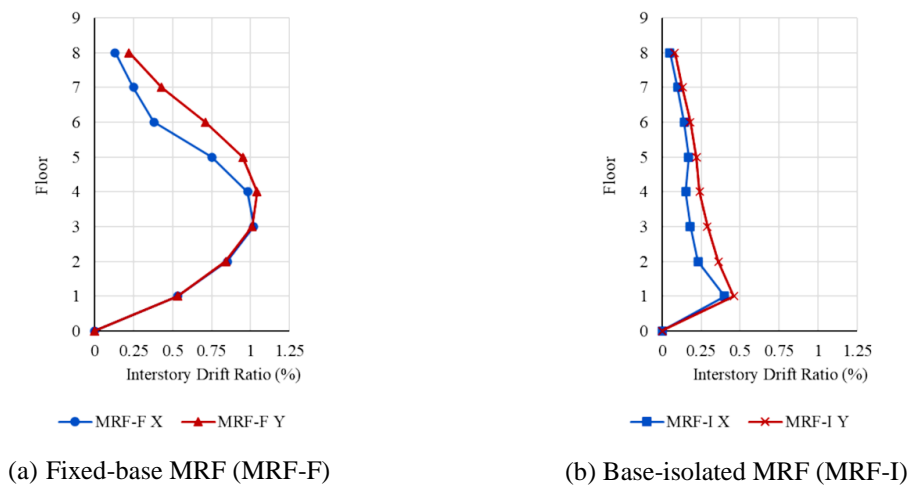 9
8
7
6
5
4
3
2
1
0
Floor
0 0.25 0.5 0.75 1 1.25
Interstory Drift Ratio (%)
MRF-F X MRF-F Y
(a) Fixed-base MRF (MRF-F)
9
8
7
6
5
4
3
2
1
0
Floor
0 0.25 0.5 0.75 1 1.25
Interstory Drift Ratio (%)
MRF-I X MRF-I Y
(b) Base-isolated MRF (MRF-I)